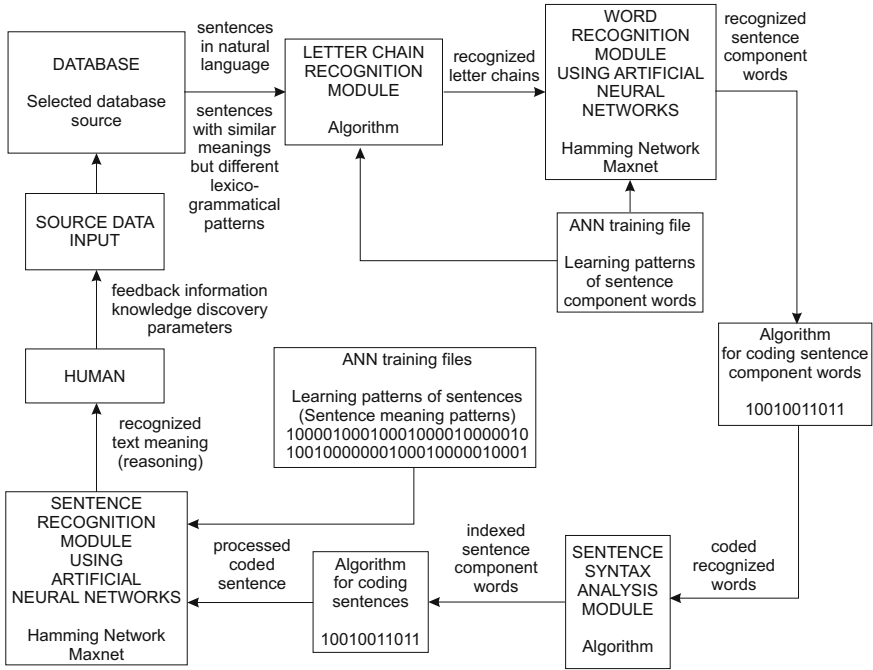 DATABASE
Selected database
source
sentences
in natural
language
sentences
with similar
meanings
but different
lexico-
grammatical
patterns
LETTER CHAIN
RECOGNITION
MODULE
Algorithm
recognized
letter chains
WORD
RECOGNITION
MODULE
USING ARTIFICIAL
NEURAL
NETWORKS
Hamming Network
Maxnet
recognized
sentence
component
words
SOURCE DATA
INPUT
ANN training file
Learning patterns
of sentence
component words
feedback information
knowledge discovery
parameters
HUMAN
ANN training files
Learning patterns of sentences
(Sentence meaning patterns)
10000100010001000010000010
10010000000100010000010001
Algorithm
for coding sentence
component words
10010011011
recognized
text meaning
(reasoning)
SENTENCE
RECOGNITION
MODULE
USING
ARTIFICIAL
NEURAL NETWORKS
Hamming Network
Maxnet
processed
coded
sentence
Algorithm
for coding
sentences
10010011011
indexed
sentence
component
words
SENTENCE
SYNTAX
ANALYSIS
MODULE
Algorithm
coded
recognized
words